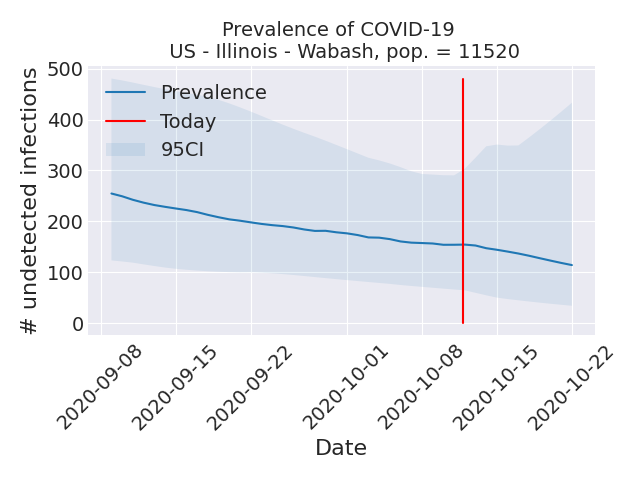 Prevalence of COVID-19
US - Illinois - Wabash, pop. = 11520
500
400
300
200
100
0
# undetected infections
Prevalence
Today
95CI
2020-09-08
2020-09-15
2020-09-22
2020-10-01
2020-10-08
2020-10-15
2020-10-22
Date